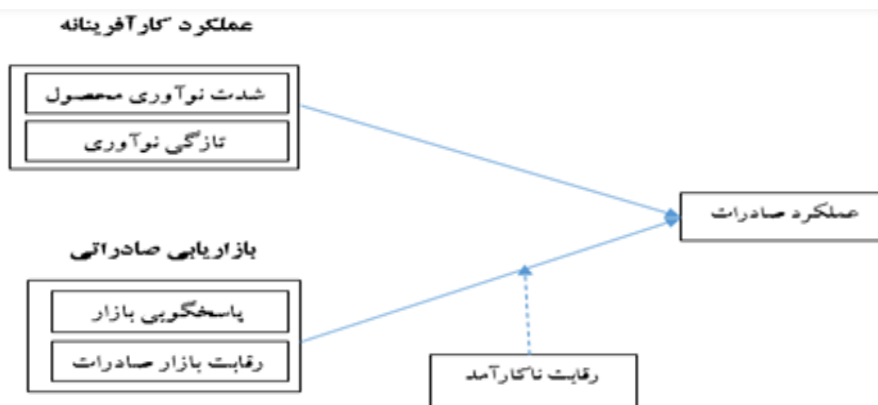 عملکرد کارآفرینانه
شدت نوآوری محصول
تازگی نوآوری
عملکرد صادرات
بازاریابی صادراتی
پاسخگویی بازار
رقابت بازار صادرات
رقابت ناکارآمد